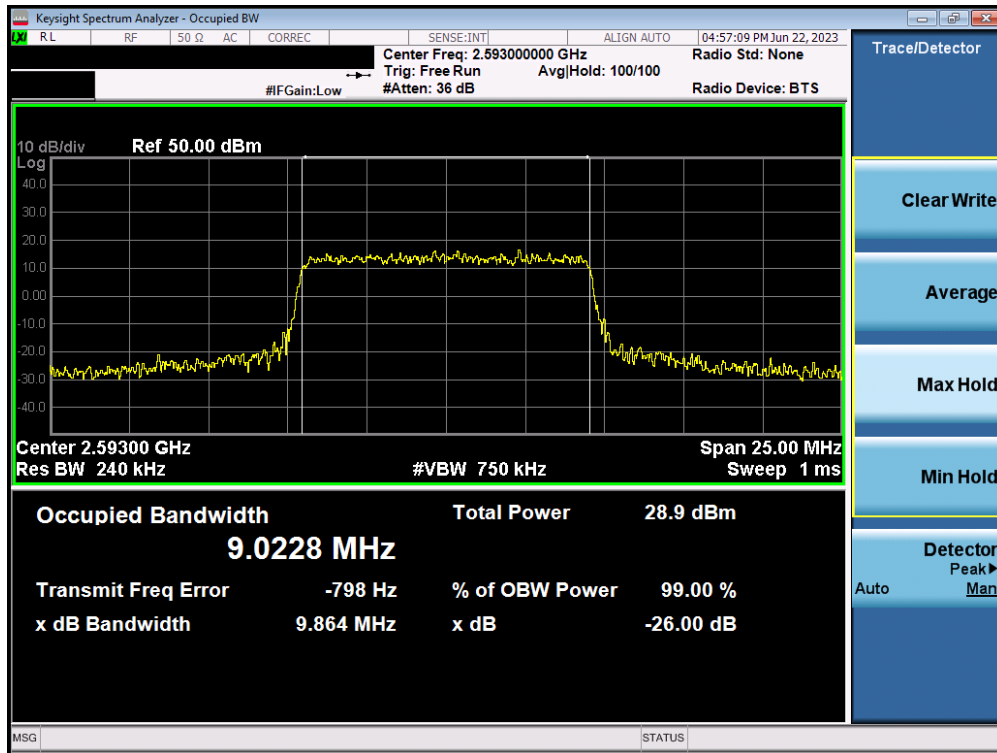 Keysight Spectrum Analyzer - Occupied BW
LXI RL RF 50 Ω AC CORREC SENSE:INT ALIGN AUTO 04:57:09 PM Jun 22, 2023
Center Freq: 2.593000000 GHz Radio Std: None
Trig: Free Run Avg|Hold: 100/100
#IFGain:Low #Atten: 36 dB Radio Device: BTS
10 dB/div Ref 50.00 dBm
Log
40.0
30.0
20.0
10.0
0.00
-10.0
-20.0
-30.0
-40.0
Center 2.59300 GHz Span 25.00 MHz
Res BW 240 kHz #VBW 750 kHz Sweep 1 ms
Occupied Bandwidth Total Power 28.9 dBm
9.0228 MHz
Transmit Freq Error -798 Hz % of OBW Power 99.00 %
x dB Bandwidth 9.864 MHz x dB -26.00 dB
MSG STATUS
Trace/Detector
Clear Write
Average
Max Hold
Min Hold
Detector
Peak▶
Auto Man